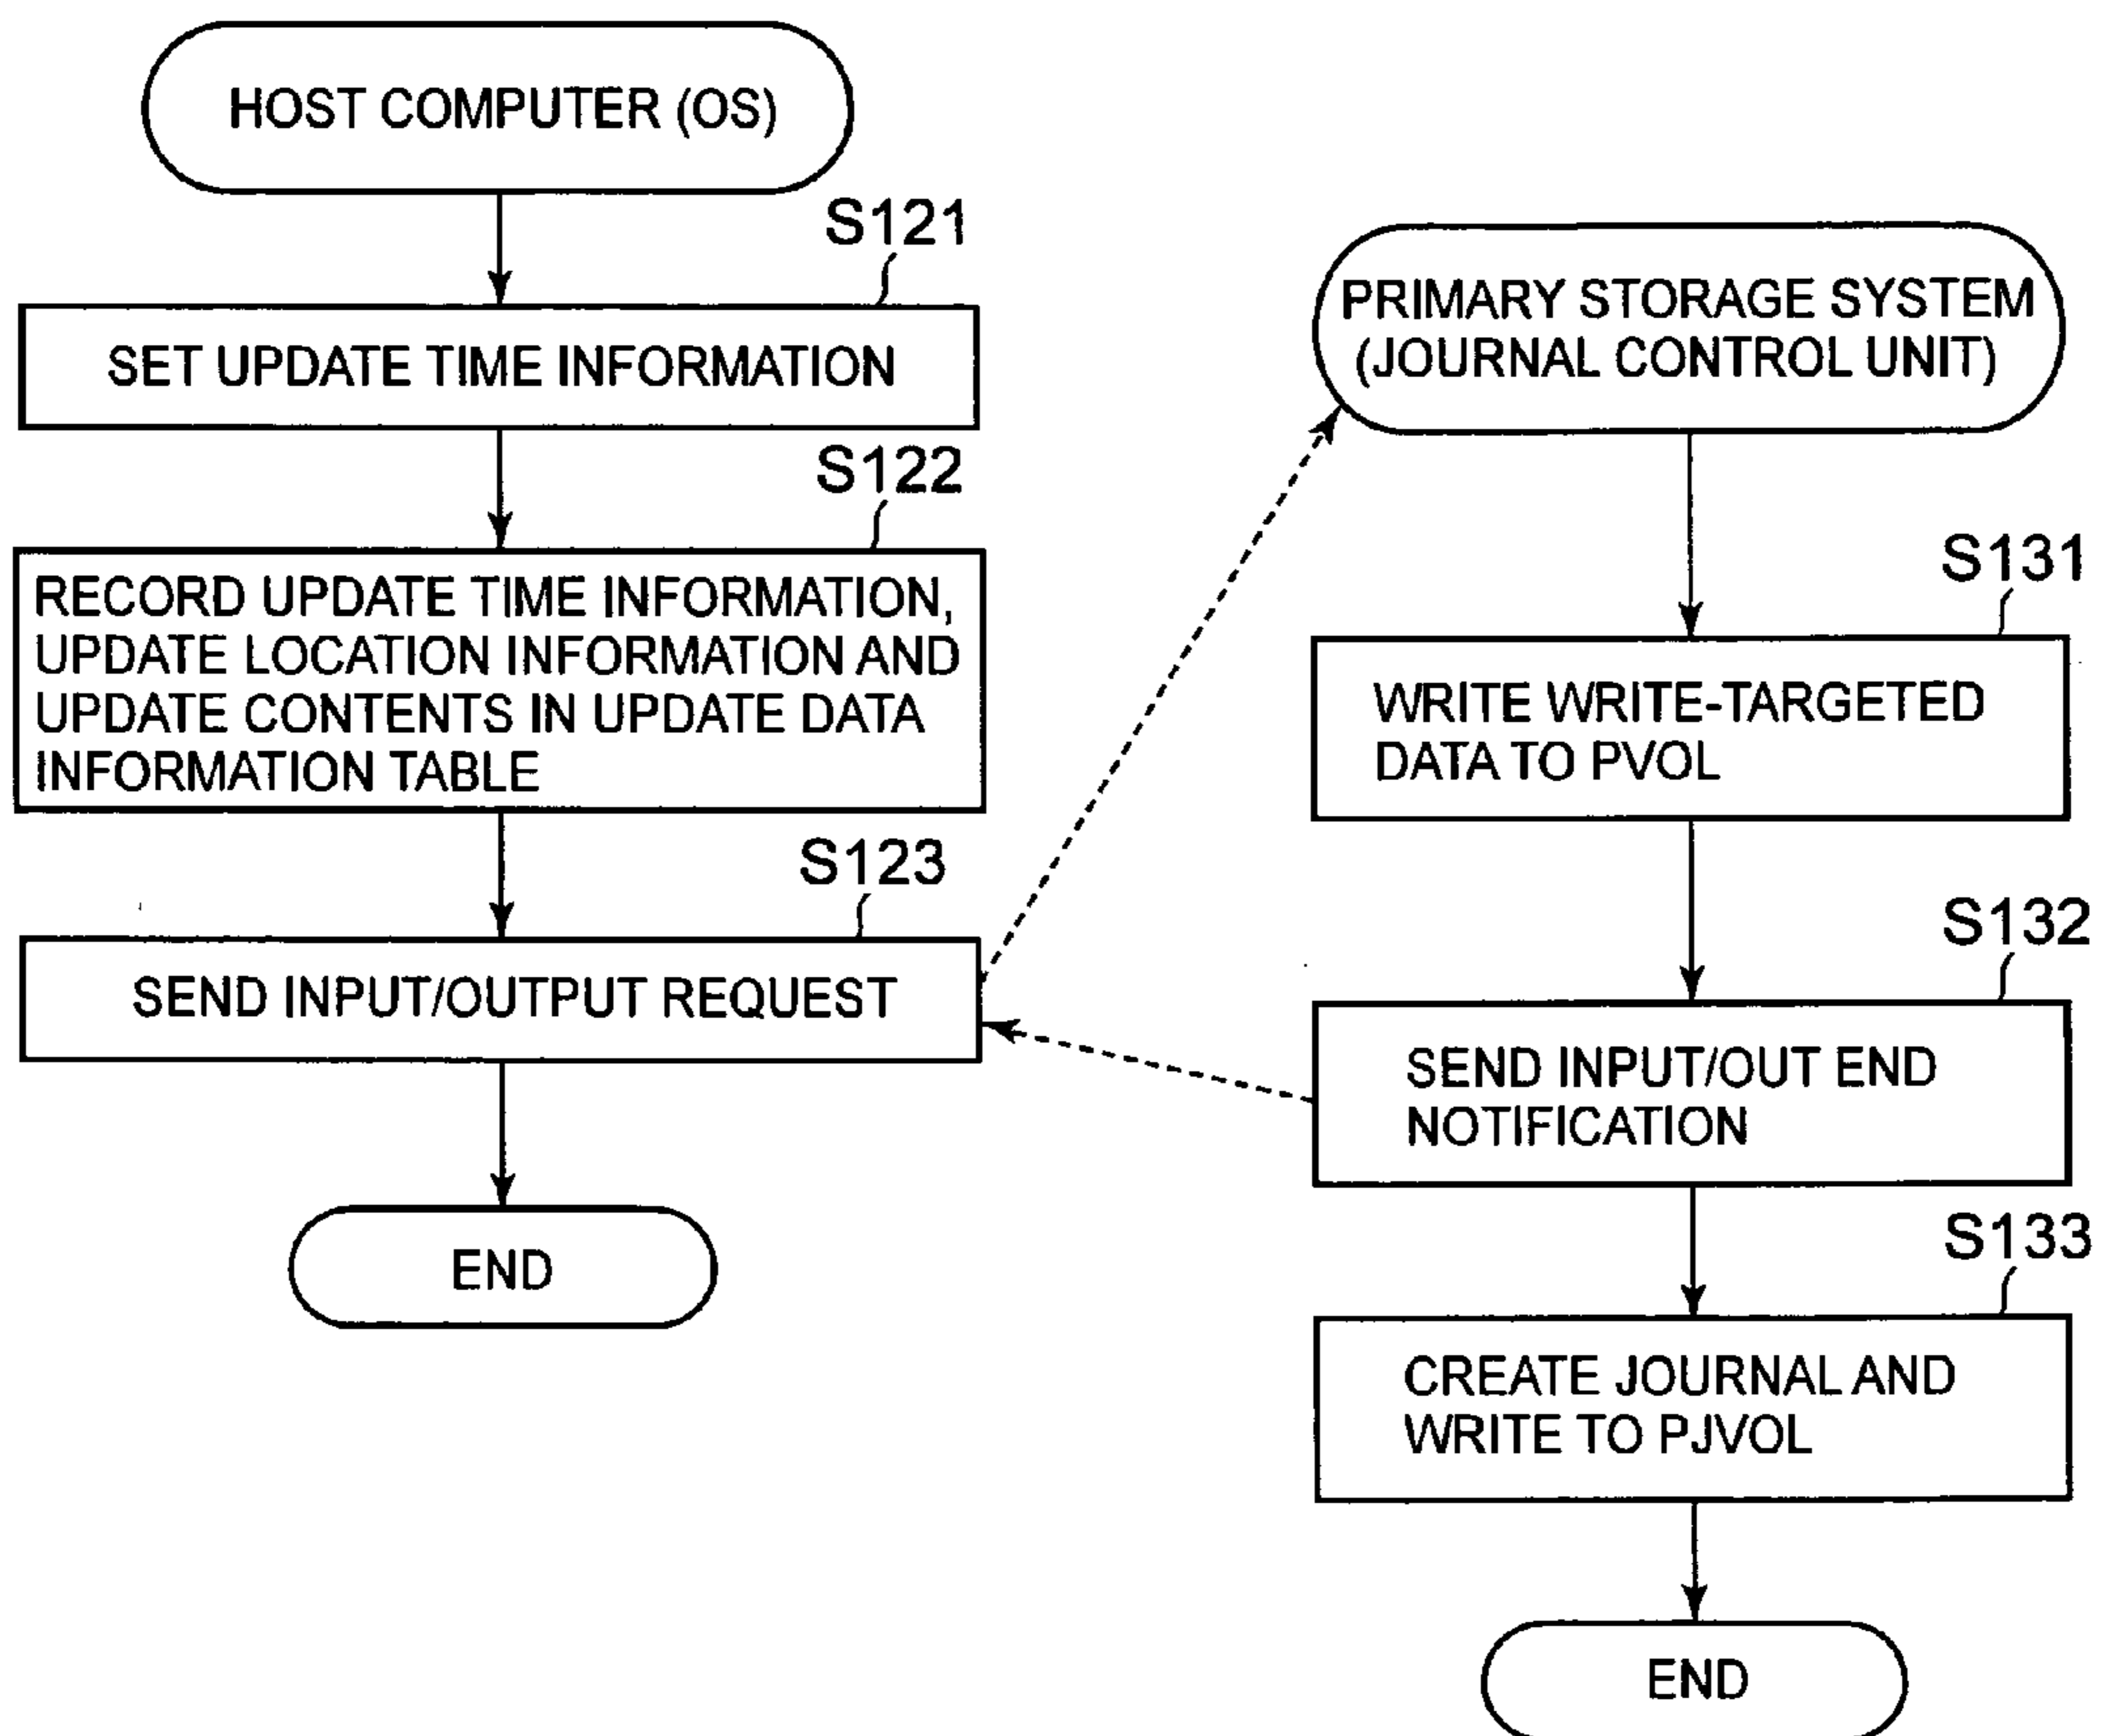 HOST COMPUTER (OS)
S121
SET UPDATE TIME INFORMATION
S122
RECORD UPDATE TIME INFORMATION,
UPDATE LOCATION INFORMATION AND
UPDATE CONTENTS IN UPDATE DATA
INFORMATION TABLE
S123
SEND INPUT/OUTPUT REQUEST
END
PRIMARY STORAGE SYSTEM
(JOURNAL CONTROL UNIT)
S131
WRITE WRITE-TARGETED
DATA TO PVOL
S132
SEND INPUT/OUT END
NOTIFICATION
S133
CREATE JOURNAL AND
WRITE TO PJVOL
END